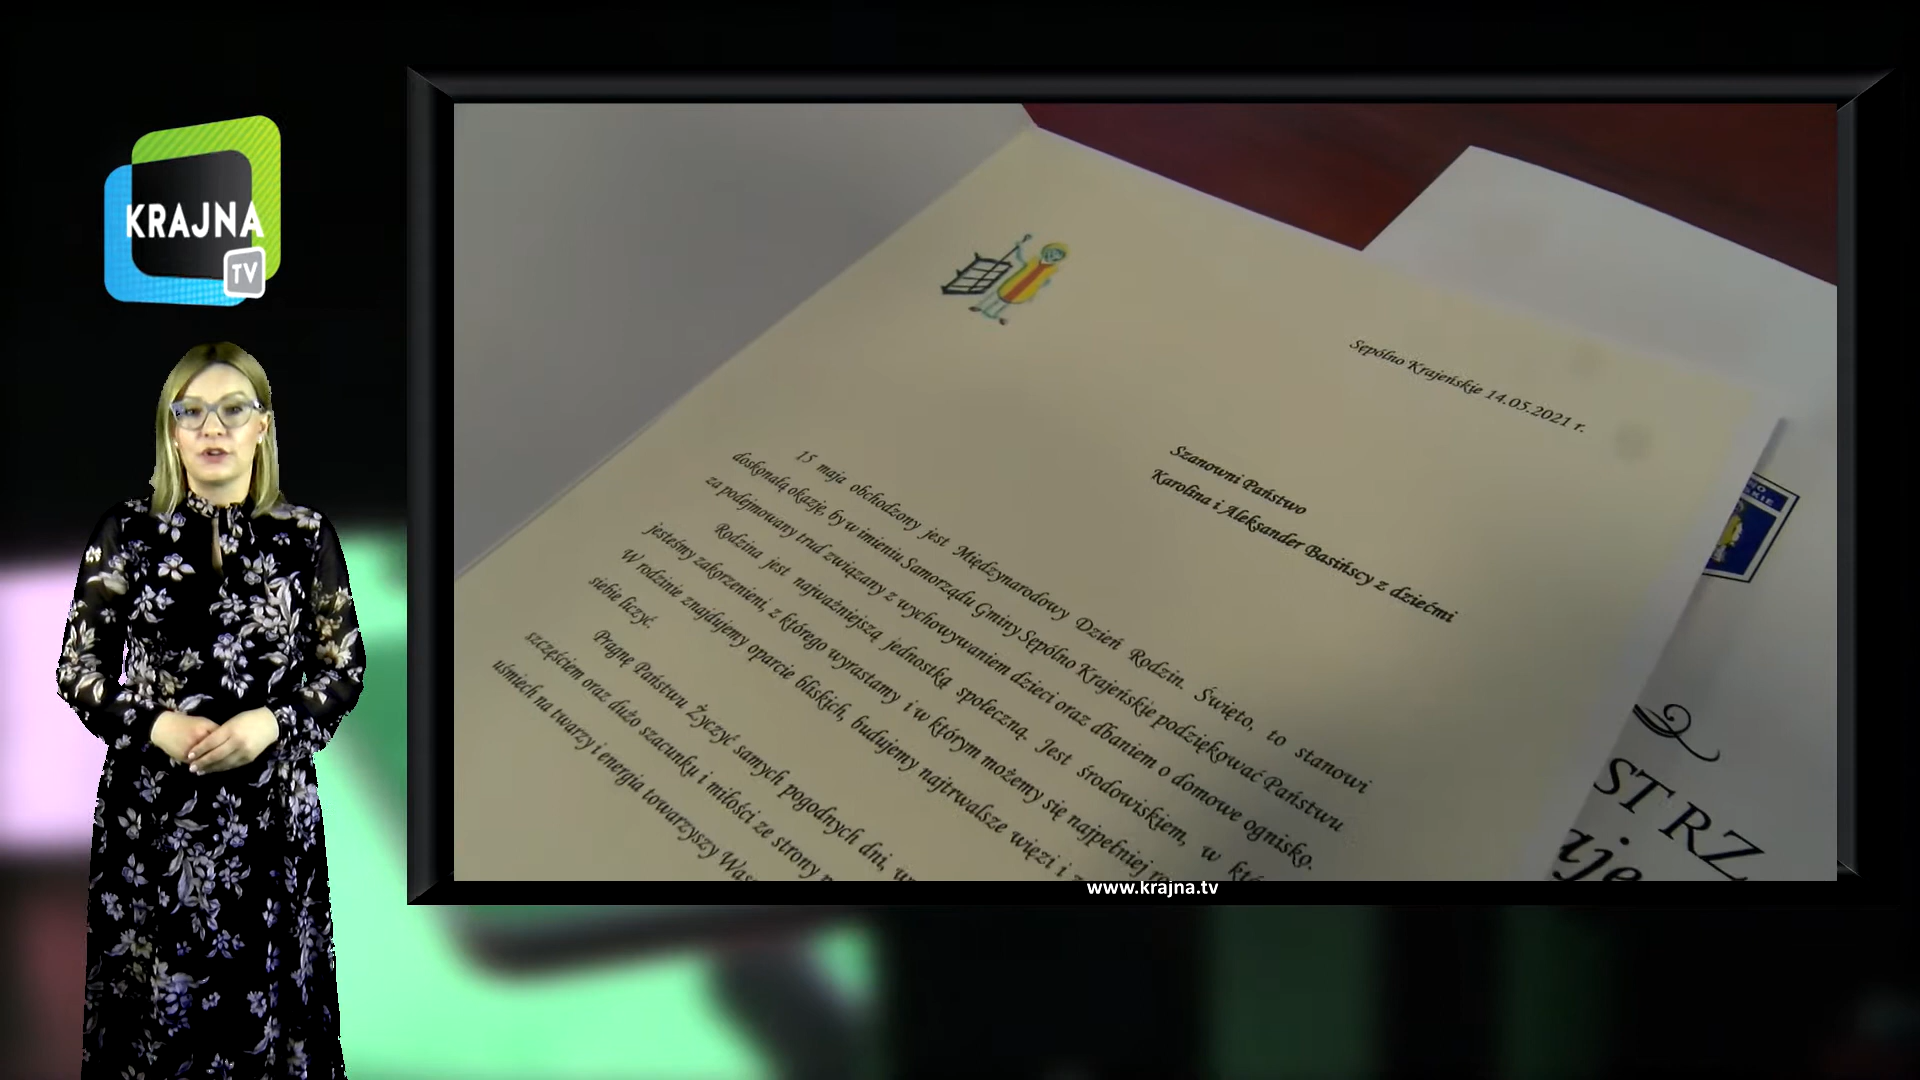 KRAJNA
TV
Sępólno Krajeńskie 14.05.2021 r.
Szanowni Państwo
Karolina i Aleksander Basińscy z dziećmi
15 maja obchodzony jest Międzynarodowy Dzień Rodzin. Święto, to stanowi
doskonałą okazję, by w imieniu Samorządu Gminy Sępólno Krajeńskie podziękować Państwu
za podejmowany trud związany z wychowywaniem dzieci oraz dbaniem o domowe ognisko.
Rodzina jest najważniejszą jednostką społeczną. Jest środowiskiem, w któ
jesteśmy zakorzenieni, z którego wyrastamy i w którym możemy się najpełniej
W rodzinie znajdujemy oparcie bliskich, budujemy najtrwalsze więzi i
siebie liczyć.
Pragnę Państwu Życzyć samych pogodnych dni,
szczęściem oraz dużo szacunku i miłości ze strony
uśmiech na twarzy i energia towarzyszy
STRZ
aje
www.krajna.tv